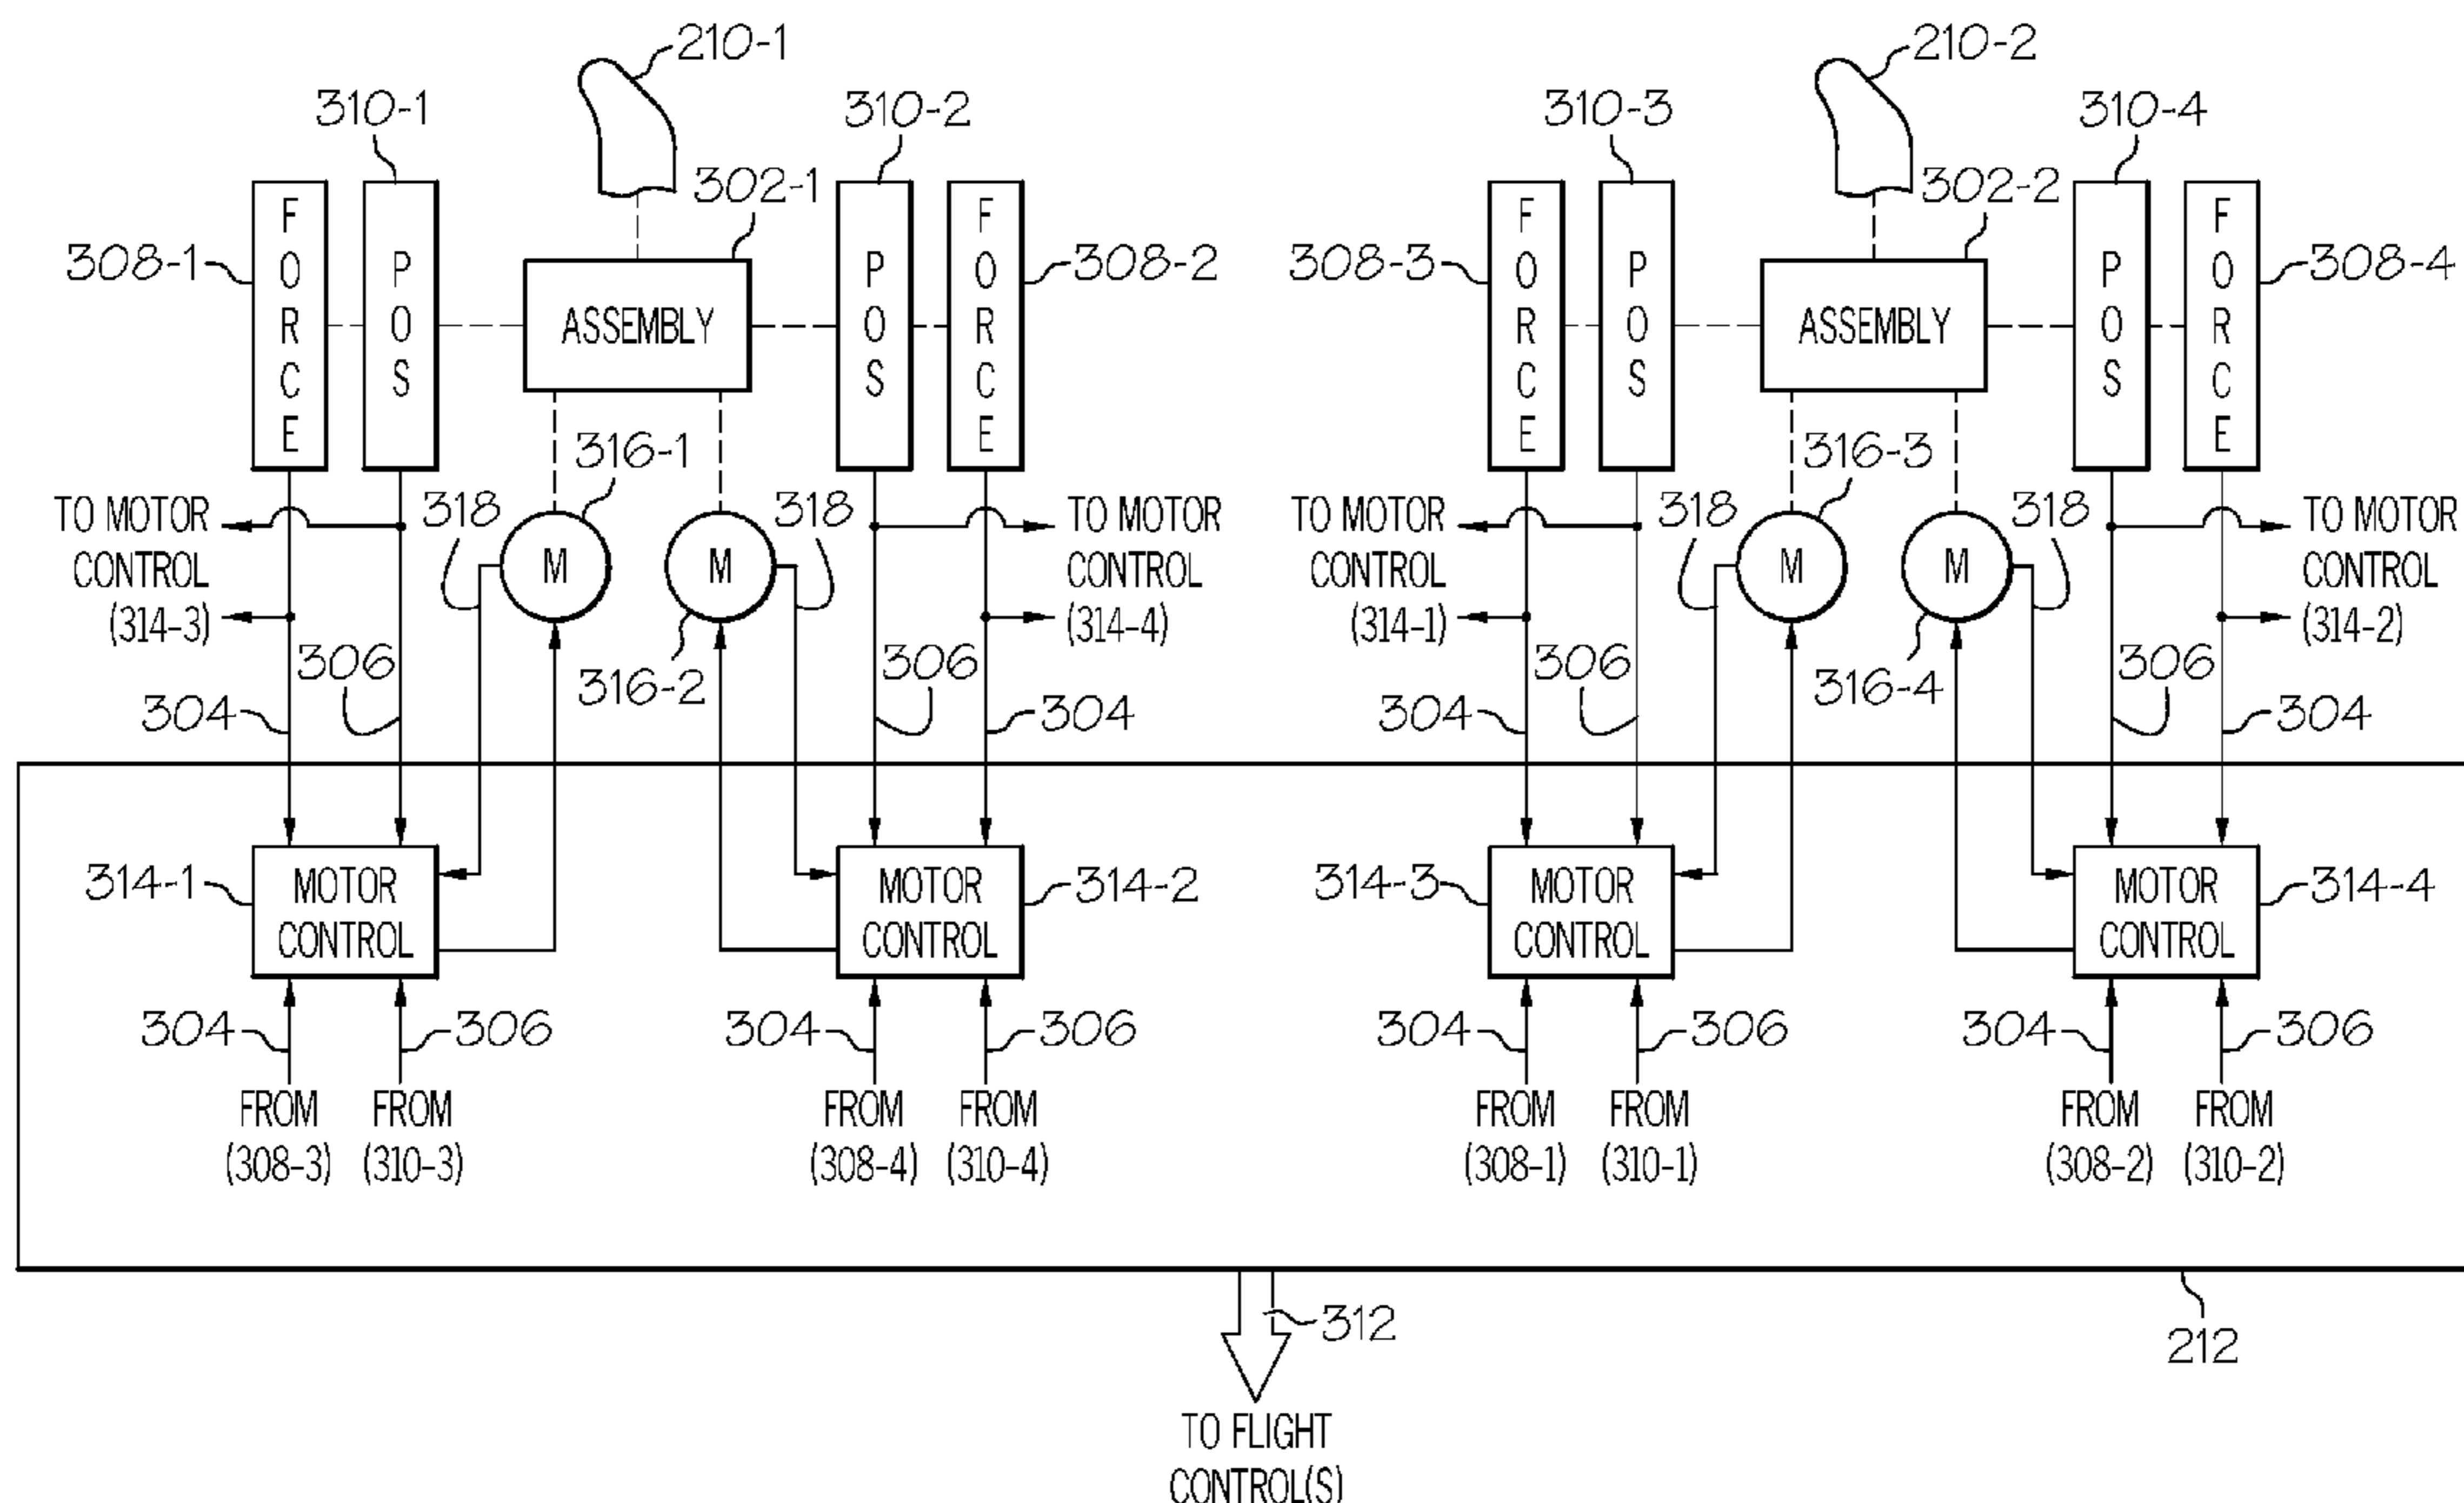 210-1
210-2
310-1
310-2
310-3
310-4
302-1
302-2
308-1
FORCE
POS
ASSEMBLY
POS
FORCE
308-2
308-3
FORCE
POS
ASSEMBLY
POS
FORCE
308-4
316-1
316-3
318
318
318
318
TO MOTOR
CONTROL
(314-3)
M
M
TO MOTOR
CONTROL
(314-4)
TO MOTOR
CONTROL
(314-1)
M
M
TO MOTOR
CONTROL
(314-2)
306
316-2
306
306
316-4
306
304
304
304
304
314-1
MOTOR
CONTROL
MOTOR
CONTROL
314-2
314-3
MOTOR
CONTROL
MOTOR
CONTROL
314-4
304
306
304
306
304
306
304
306
FROM
(308-3)
FROM
(310-3)
FROM
(308-4)
FROM
(310-4)
FROM
(308-1)
FROM
(310-1)
FROM
(308-2)
FROM
(310-2)
312
212
TO FLIGHT
CONTROL(S)